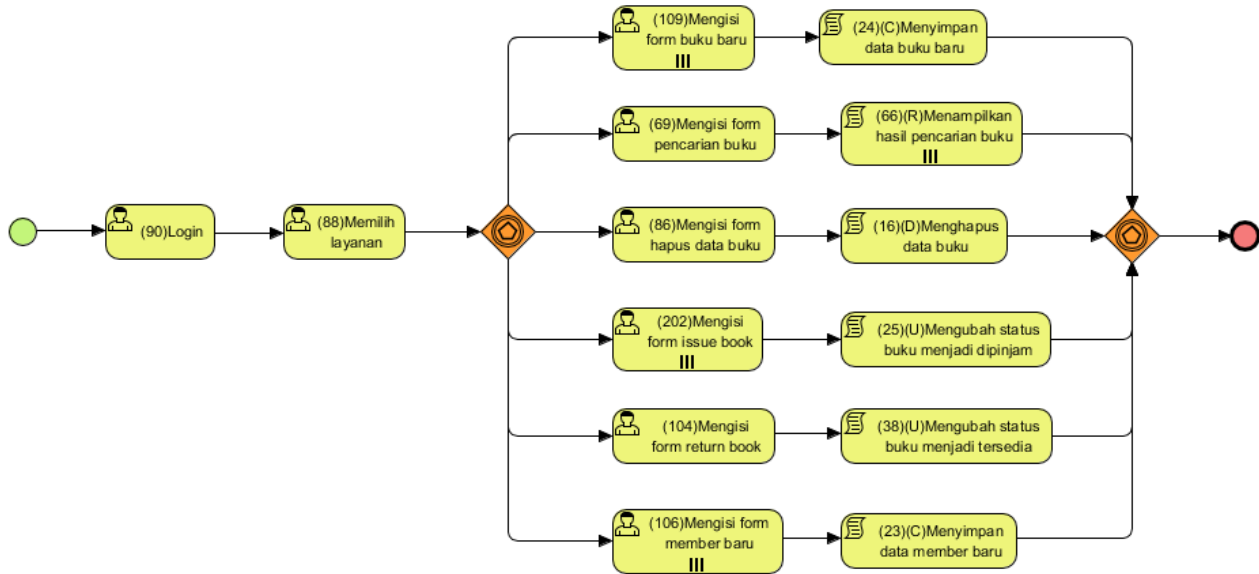 (90)Login
(88)Memilih
layanan
(109)Mengisi
form buku baru
(24)(C)Menyimpan
data buku baru
(69)Mengisi form
pencarian buku
(66)(R)Menampilkan
hasil pencarian buku
(86)Mengisi form
hapus data buku
(16)(D)Menghapus
data buku
(202)Mengisi
form issue book
(25)(U)Mengubah status
buku menjadi dipinjam
(104)Mengisi
form return book
(38)(U)Mengubah status
buku menjadi tersedia
(106)Mengisi form
member baru
(23)(C)Menyimpan
data member baru